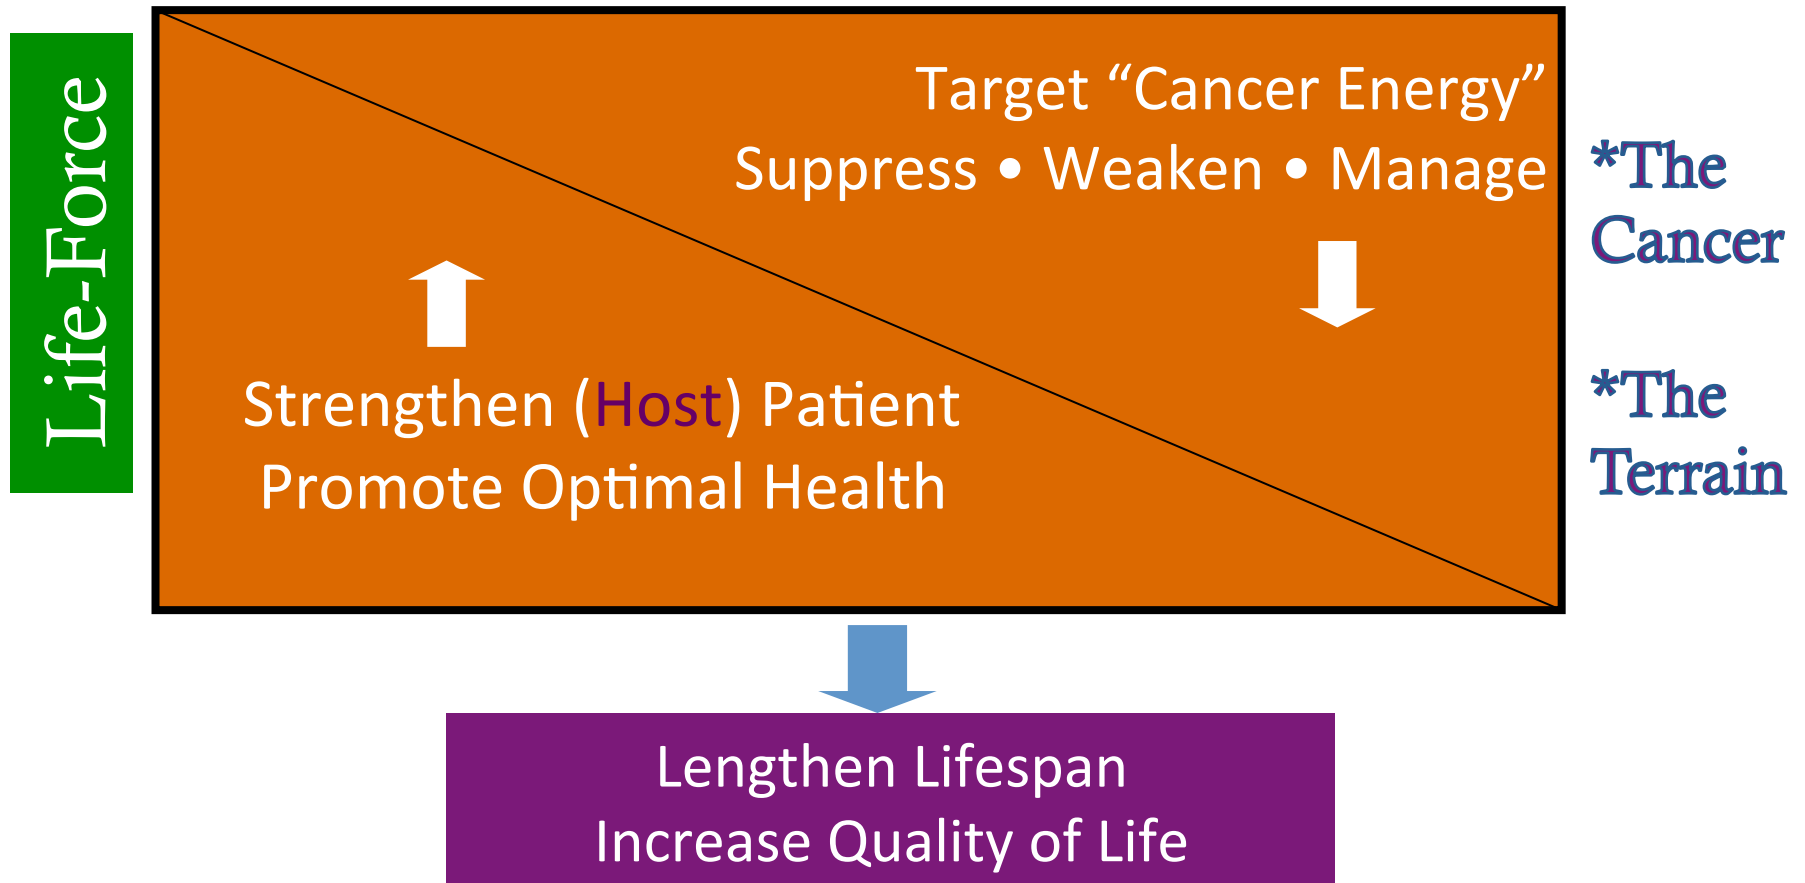 Life-Force
Target “Cancer Energy”
Suppress • Weaken • Manage
Strengthen (Host) Patient
Promote Optimal Health
*The
Cancer
*The
Terrain
Lengthen Lifespan
Increase Quality of Life